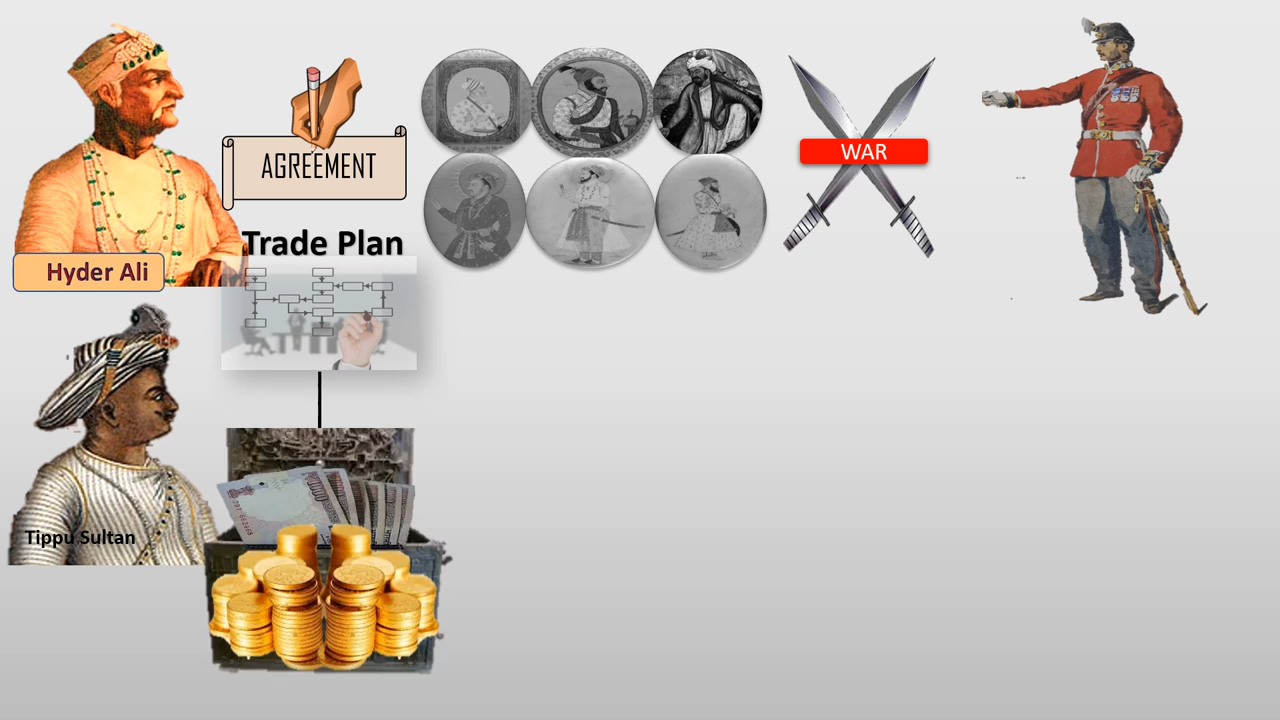 AGREEMENT
WAR
Trade Plan
Hyder Ali
Tippu Sultan